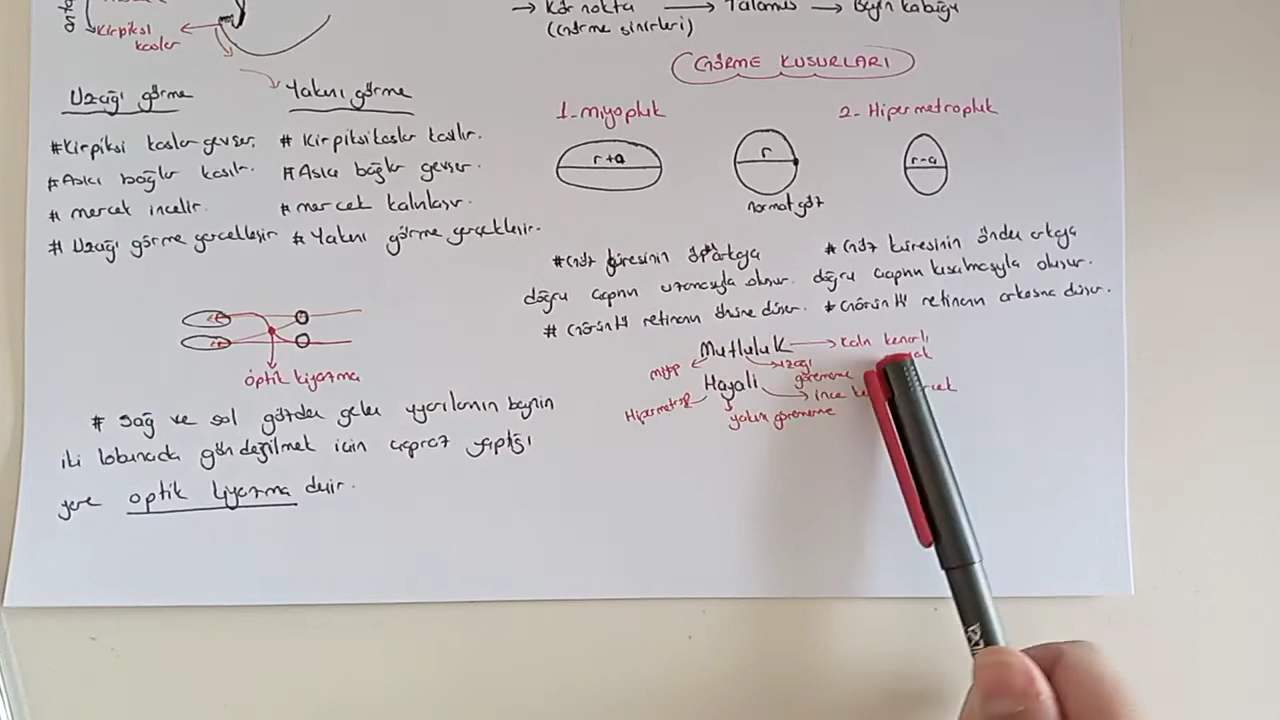 → Kör nokta → Talamus → Beyin kabuğu
(Görme sinirleri)
Kirpiksi
kaslar
GÖRME KUSURLARI
Uzağı görme
#Kirpiksi kaslar gevşer.
# Askı bağlar kasılır.
# mercek incelir.
# Uzağı görme gerçekleşir
Yakını görme
# Kirpiksi kaslar kasılır.
# Askı bağlar gevşer.
# mercek kalınlaşır.
# Yakını görme gerçekleşir.
optik kiyazma
# Sağ ve sol gözden gelen uyarıların beynin
iki lobunada gönderilmek için çapraz yaptığı
yere optik kiyazma denir.
1-miyopluk
r+a
r
normal göz
2- Hipermetropluk
r-a
#Göz küresinin önden arkaya
doğru çapının uzamasıyla oluşur.
# Görüntü retinanın önüne düşer.
* Göz küresinin önden arkaya
doğru çapının kısalmasıyla oluşur.
* Görüntü retinanın arkasına düşer.
Mutluluk → Kalın kenarlı
miyop
uzağı
görememe
Hayali → ince
Hipermetrop
yakını görememe